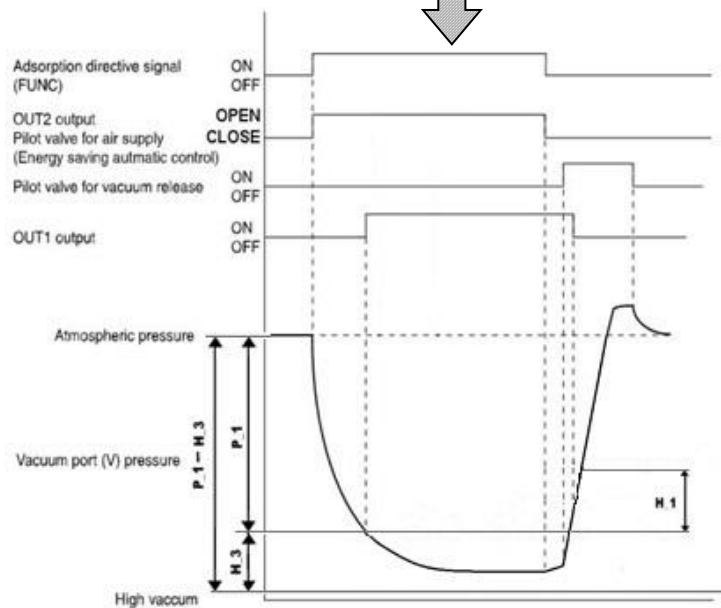 Adsorption directive signal
(FUNC)
ON
OFF
OUT2 output
Pilot valve for air supply
(Energy saving autmatic control)
OPEN
CLOSE
Pilot valve for vacuum release
ON
OFF
OUT1 output
ON
OFF
Atmospheric pressure
Vacuum port (V) pressure
P_1－H_3
P_1
H_3
H_1
High vaccum